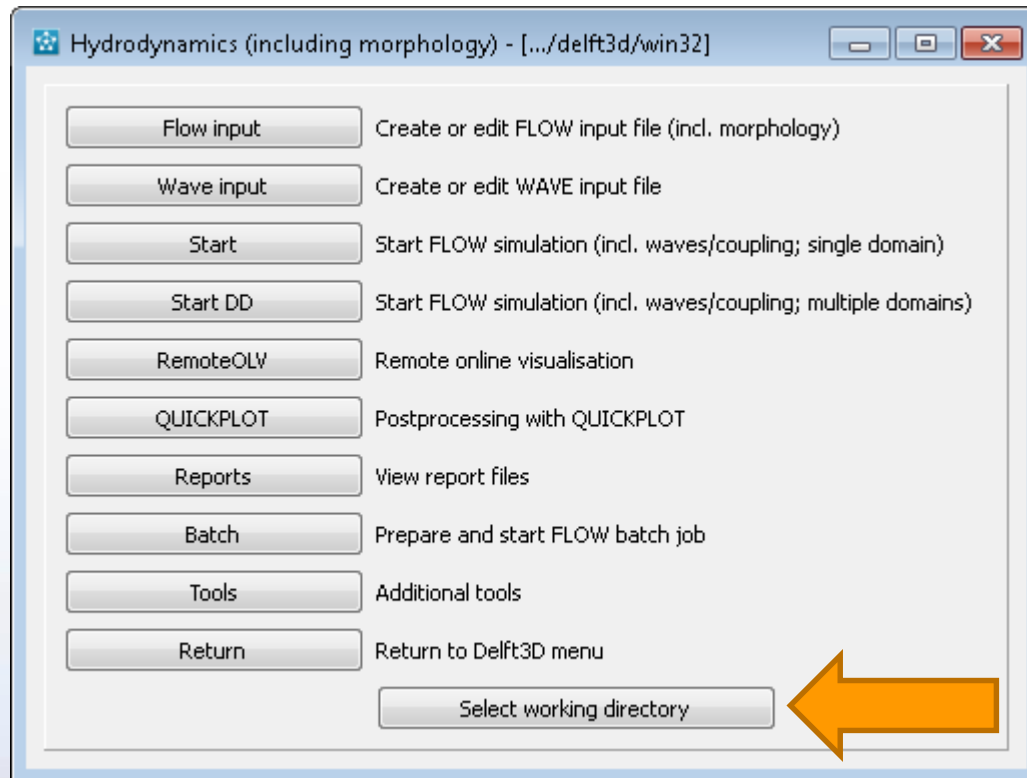 Hydrodynamics (including morphology) - [.../delft3d/win32]
Flow input Create or edit FLOW input file (incl. morphology)
Wave input Create or edit WAVE input file
Start Start FLOW simulation (incl. waves/coupling; single domain)
Start DD Start FLOW simulation (incl. waves/coupling; multiple domains)
RemoteOLV Remote online visualisation
QUICKPLOT Postprocessing with QUICKPLOT
Reports View report files
Batch Prepare and start FLOW batch job
Tools Additional tools
Return Return to Delft3D menu
Select working directory